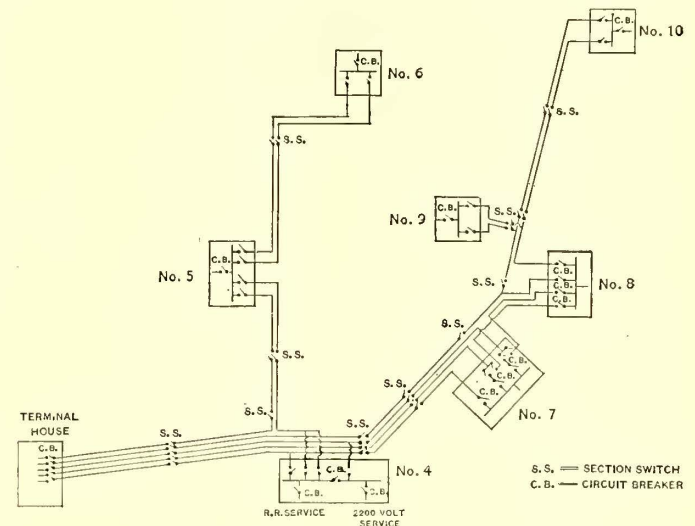 No. 10
C.B.
No. 6
C.B.
S.S.
S.S.
No. 9
C.B.
S.S.
No. 5
C.B.
S.S.
No. 8
C.B.
C.B.
C.B.
S.S.
S.S.
S.S.
C.B.
C.B.
C.B.
No. 7
TERMINAL
HOUSE
C.B.
S.S.
S.S.
S.S.
No. 4
C.B.
C.B.
C.B.
R.R. SERVICE
2200 VOLT
SERVICE
S.S. = SECTION SWITCH
C.B. — CIRCUIT BREAKER